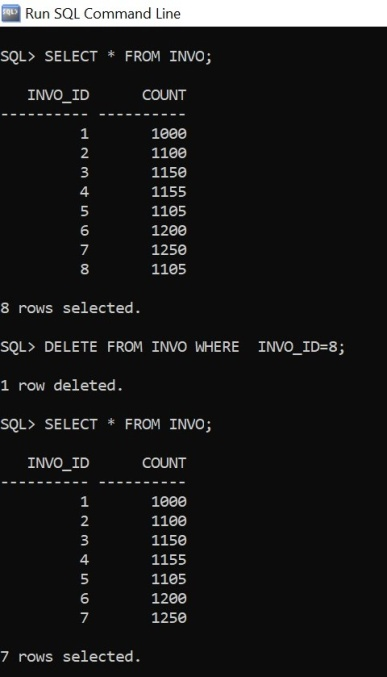 SQL> Run SQL Command Line
SQL> SELECT * FROM INVO;
INVO_ID COUNT
---------- ----------
1 1000
2 1100
3 1150
4 1155
5 1105
6 1200
7 1250
8 1105
8 rows selected.
SQL> DELETE FROM INVO WHERE  INVO_ID=8;
1 row deleted.
SQL> SELECT * FROM INVO;
INVO_ID COUNT
---------- ----------
1 1000
2 1100
3 1150
4 1155
5 1105
6 1200
7 1250
7 rows selected.